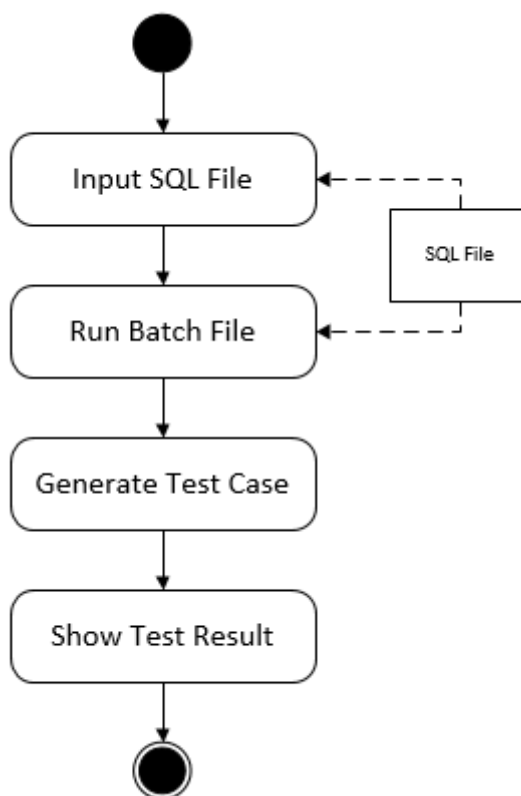 Input SQL File
SQL File
Run Batch File
Generate Test Case
Show Test Result